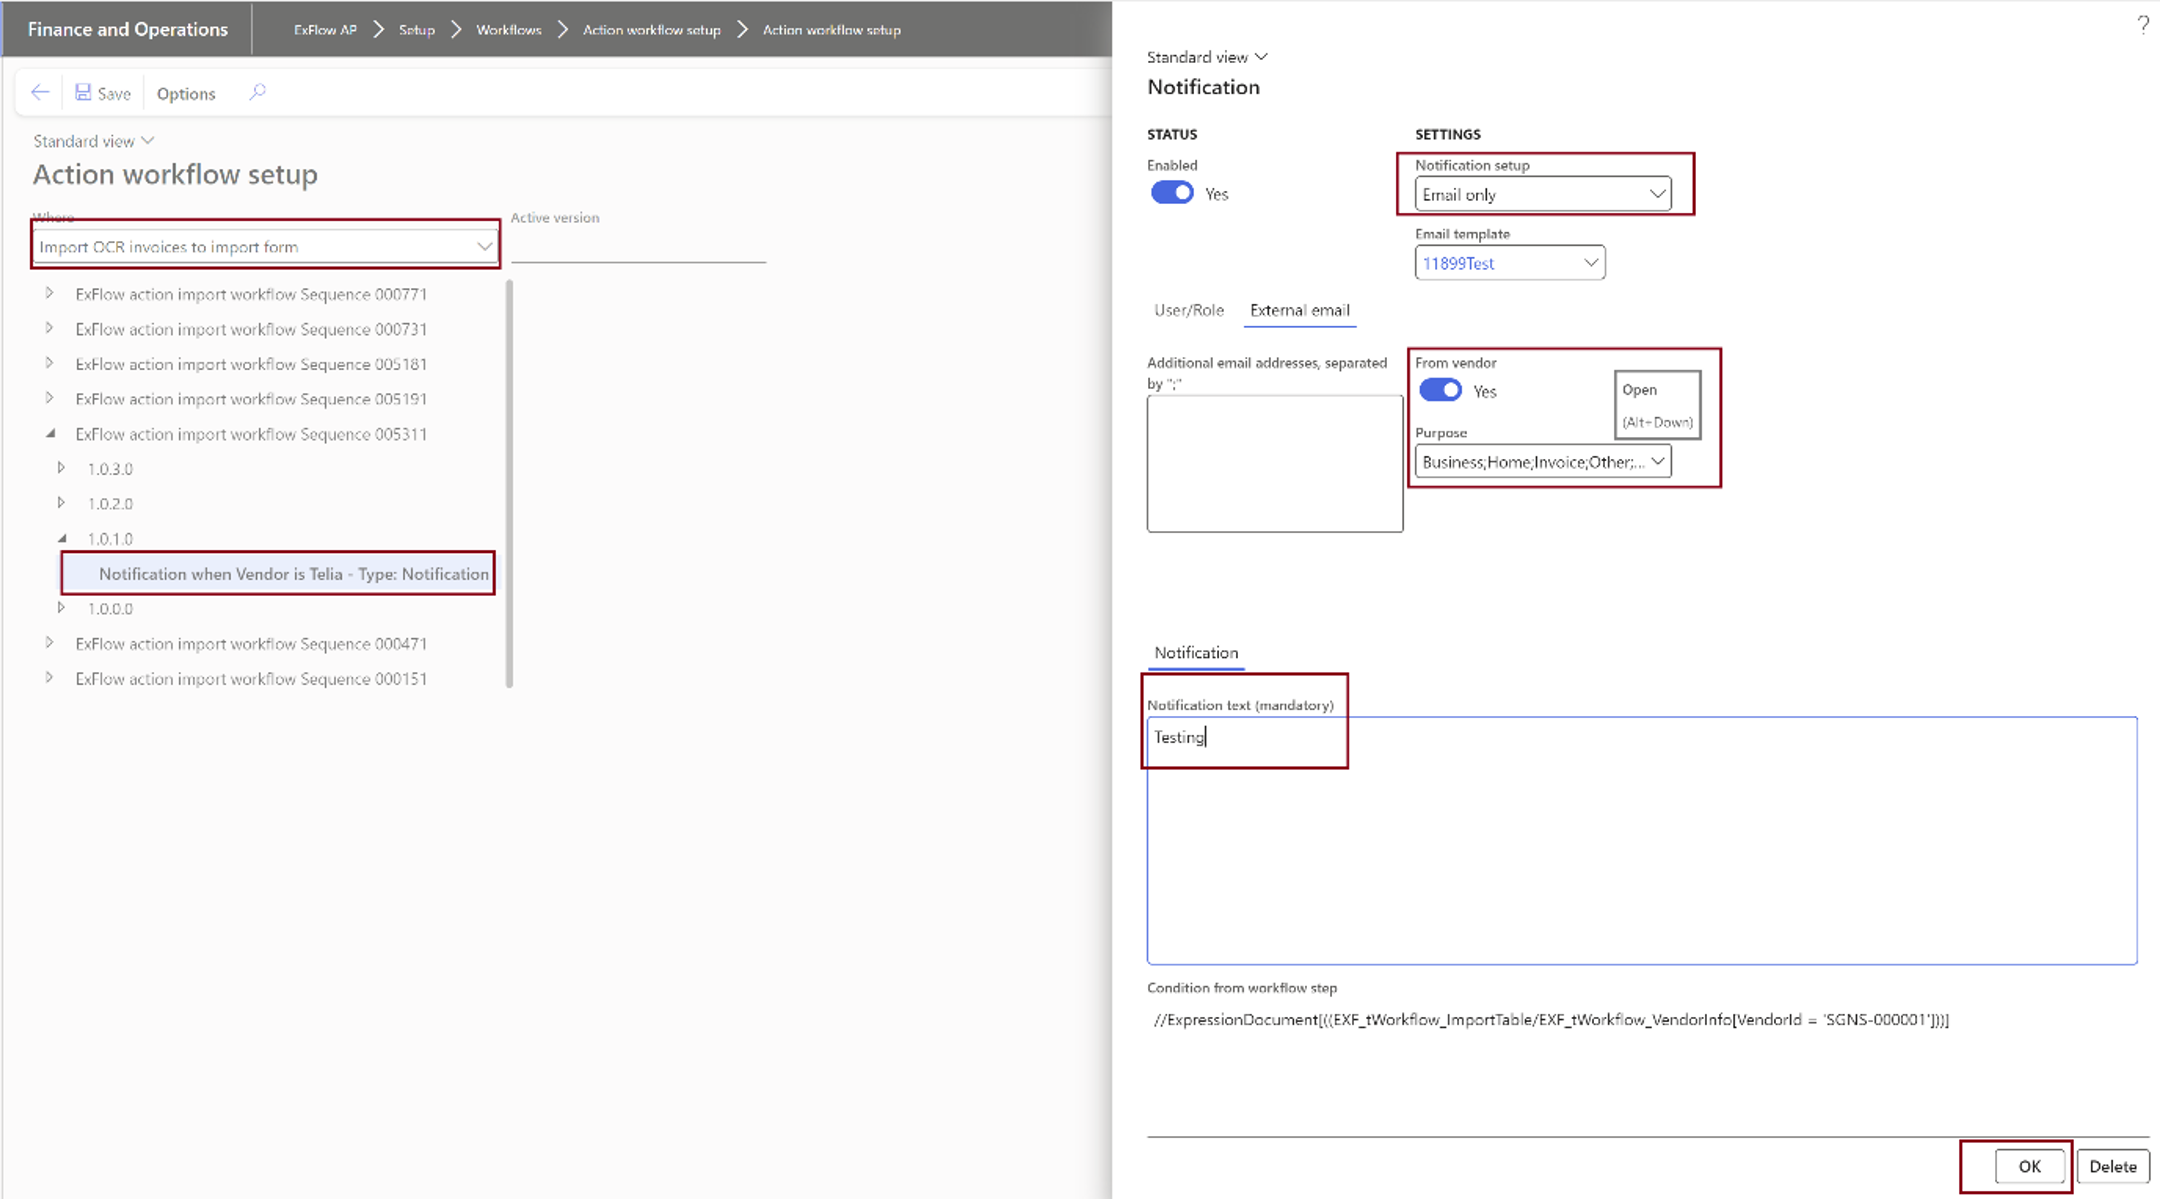 Finance and Operations
ExFlow AP > Setup > Workflows > Action workflow setup > Action workflow setup
?
Save
Options
Standard view
Action workflow setup
Where
Active version
Import OCR invoices to import form
ExFlow action import workflow Sequence 000771
ExFlow action import workflow Sequence 000731
ExFlow action import workflow Sequence 005181
ExFlow action import workflow Sequence 005191
ExFlow action import workflow Sequence 005311
1.0.3.0
1.0.2.0
1.0.1.0
Notification when Vendor is Telia - Type: Notification
1.0.0.0
ExFlow action import workflow Sequence 000471
ExFlow action import workflow Sequence 000151
Standard view
Notification
STATUS
Enabled
Yes
SETTINGS
Notification setup
Email only
Email template
11899Test
User/Role
External email
Additional email addresses, separated
by ";"
From vendor
Yes
Open
(Alt+Down)
Purpose
Business;Home;Invoice;Other;...
Notification
Notification text (mandatory)
Testing
Condition from workflow step
//ExpressionDocument[((EXF_tWorkflow_ImportTable/EXF_tWorkflow_VendorInfo[VendorId = 'SGNS-000001']))]
OK
Delete